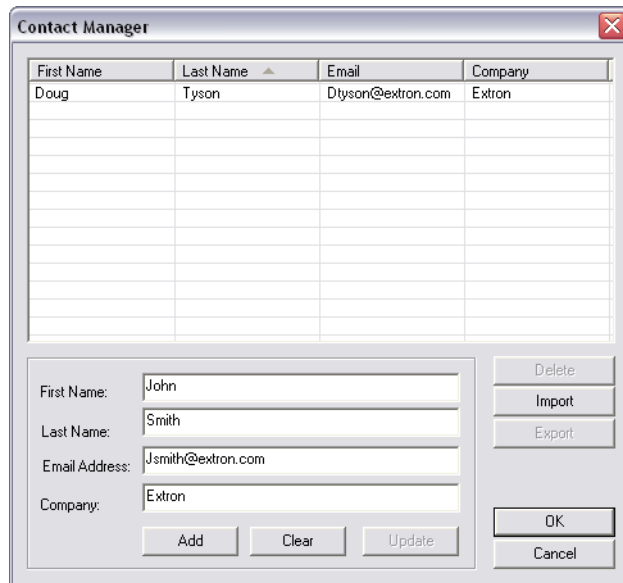 Contact Manager
First Name Last Name Email Company
Doug Tyson Dtyson@extron.com Extron
First Name: John
Last Name: Smith
Email Address: Jsmith@extron.com
Company: Extron
Add Clear Update
Delete
Import
Export
OK
Cancel